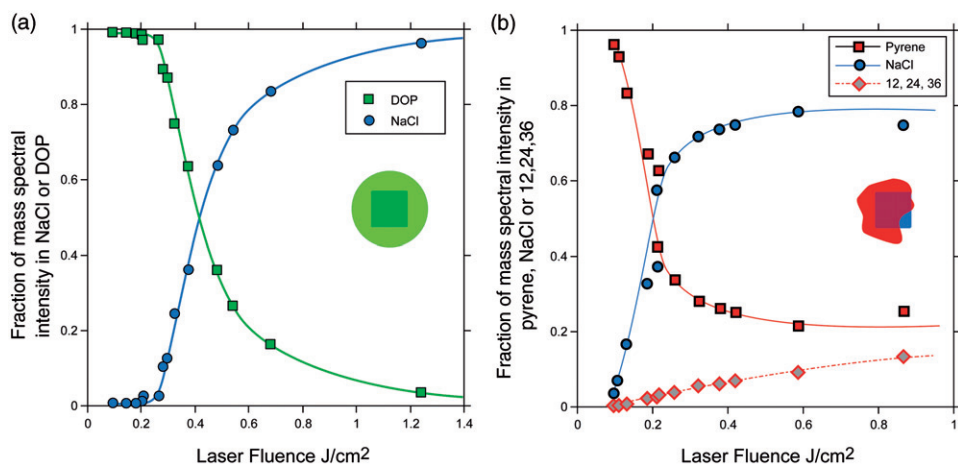 (a)
Fraction of mass spectral
intensity in NaCl or DOP
1
0.8
0.6
0.4
0.2
0
DOP
NaCl
0
0.2
0.4
0.6
0.8
1
1.2
1.4
Laser Fluence J/cm2
(b)
Fraction of mass spectral intensity in
pyrene, NaCl or 12,24,36
1
0.8
0.6
0.4
0.2
0
Pyrene
NaCl
12, 24, 36
0
0.2
0.4
0.6
0.8
1
Laser Fluence J/cm2